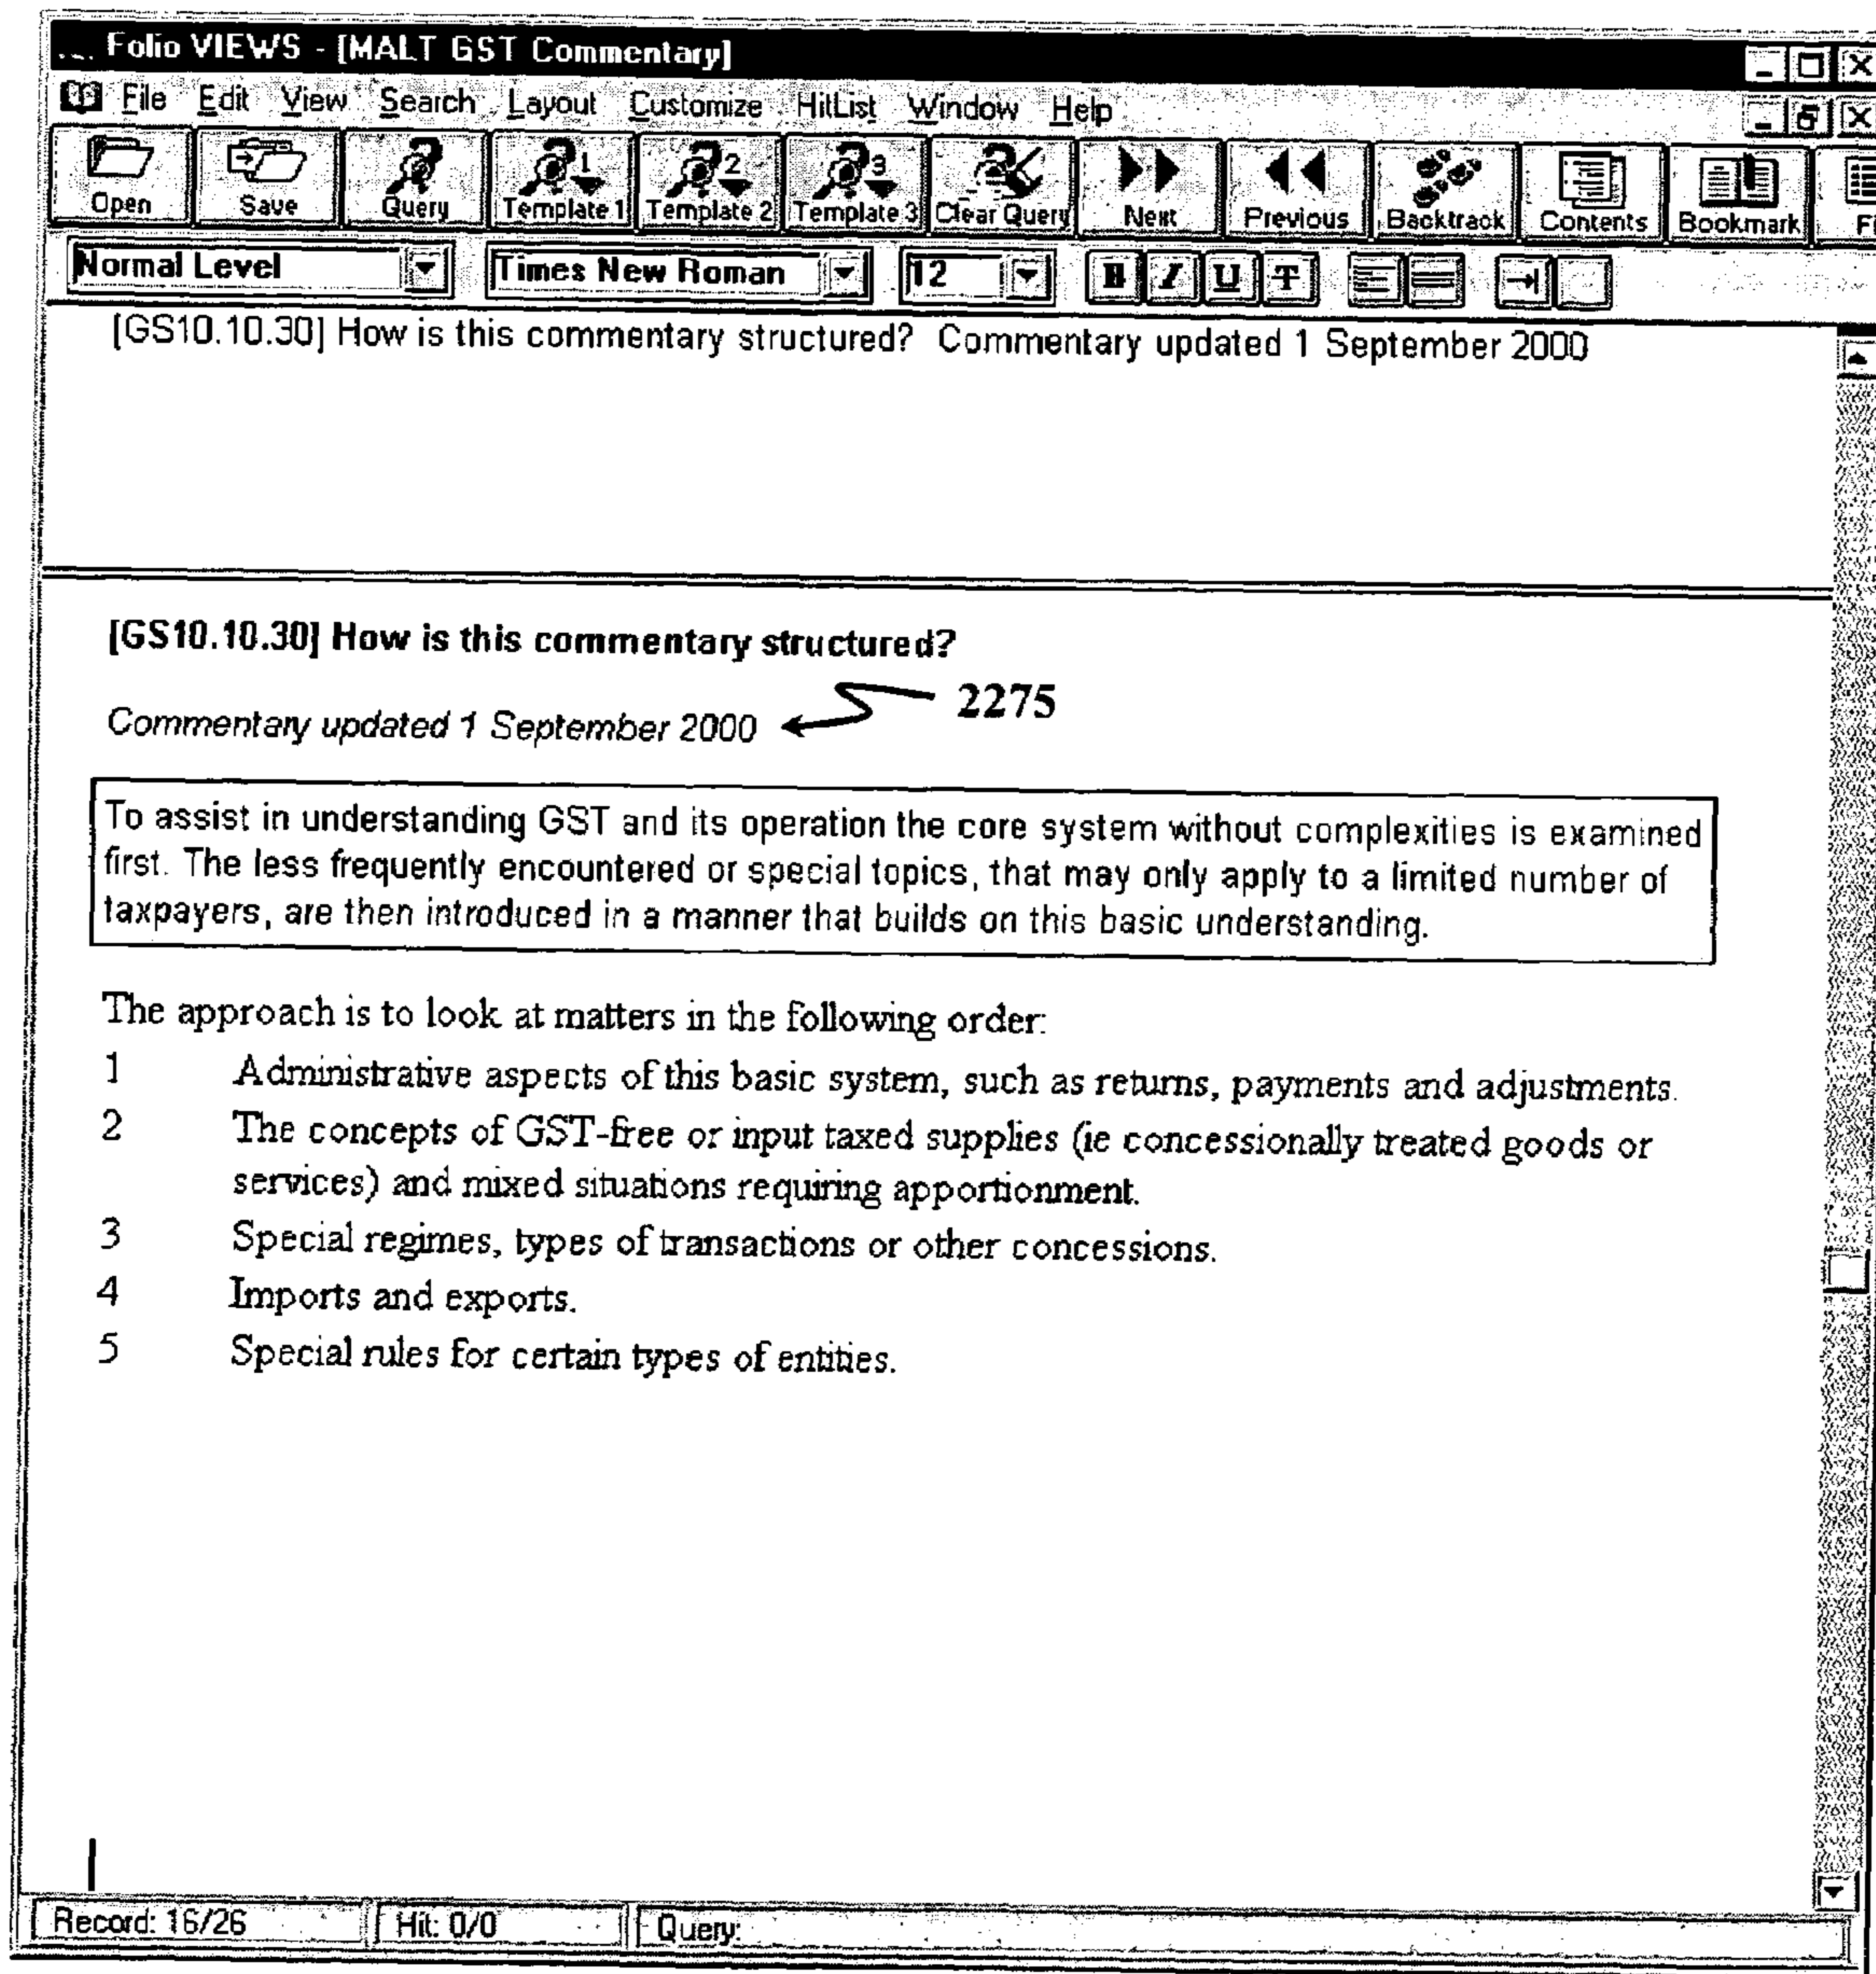 Folio VIEWS - [MALT GST Commentary]
File Edit View Search Layout Customize HitList Window Help
Open Save Query Template 1 Template 2 Template 3 Clear Query Next Previous Backtrack Contents Bookmark
Normal Level Times New Roman 12 B I U T
[GS10.10.30] How is this commentary structured? Commentary updated 1 September 2000
[GS10.10.30] How is this commentary structured?
2275
Commentary updated 1 September 2000
To assist in understanding GST and its operation the core system without complexities is examined
first. The less frequently encountered or special topics, that may only apply to a limited number of
taxpayers, are then introduced in a manner that builds on this basic understanding.
The approach is to look at matters in the following order:
1 Administrative aspects of this basic system, such as returns, payments and adjustments.
2 The concepts of GST-free or input taxed supplies (ie concessionally treated goods or
services) and mixed situations requiring apportionment.
3 Special regimes, types of transactions or other concessions.
4 Imports and exports.
5 Special rules for certain types of entities.
Record: 16/26 Hit: 0/0 Query: